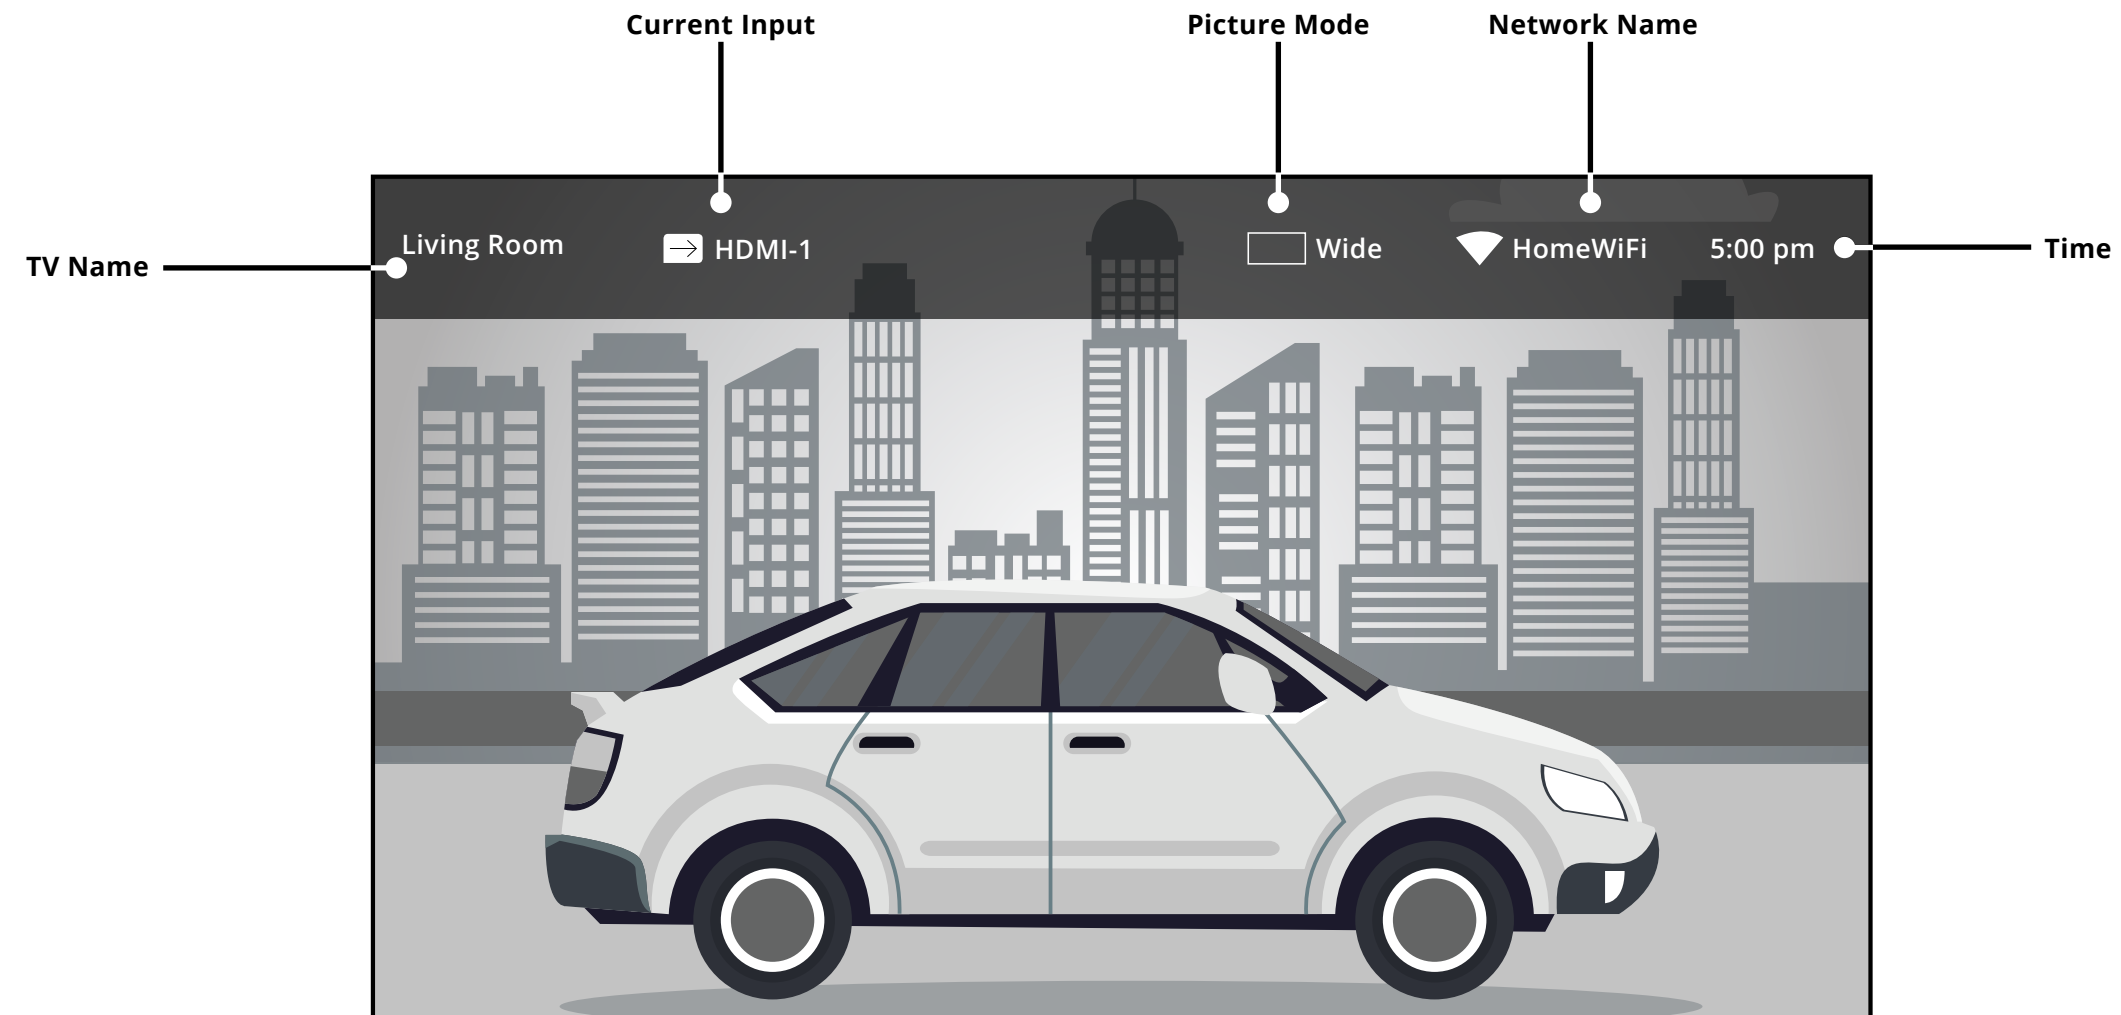 Current Input
Picture Mode
Network Name
TV Name
Living Room
HDMI-1
Wide
HomeWiFi
5:00 pm
Time